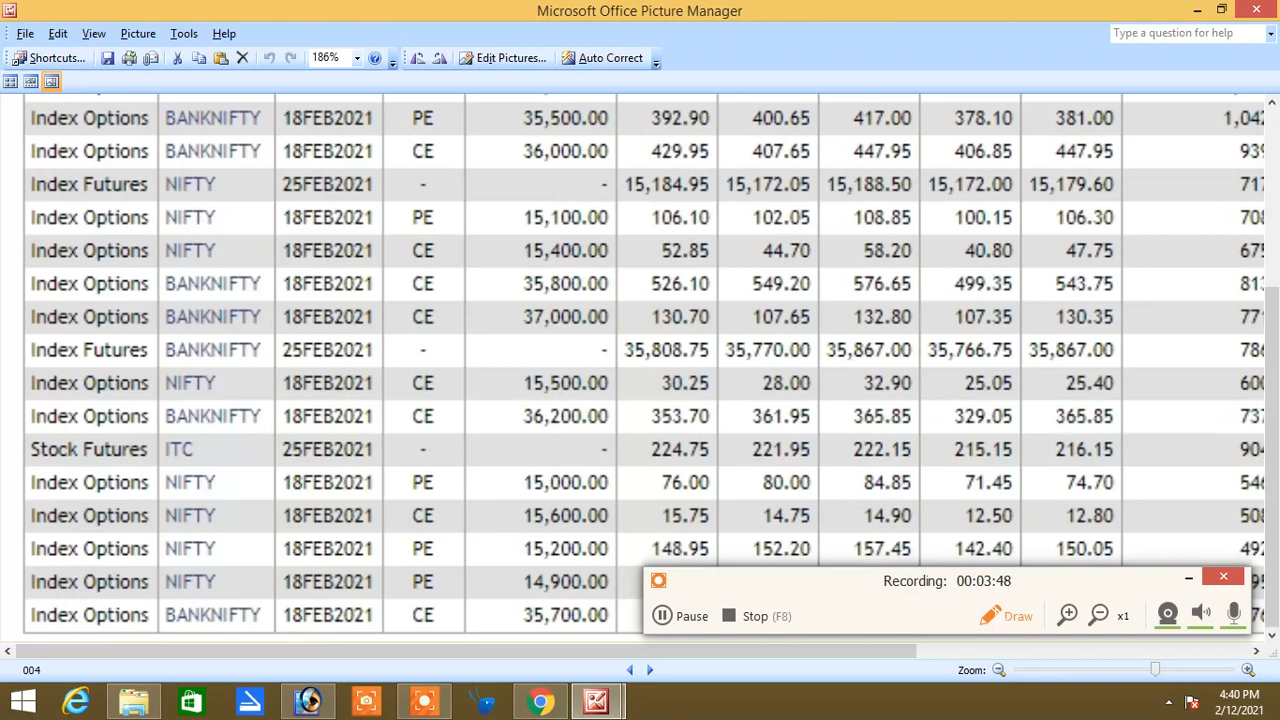 Microsoft Office Picture Manager
File Edit View Picture Tools Help
Type a question for help
Shortcuts... 186% Edit Pictures... Auto Correct
Index Options BANKNIFTY 18FEB2021 PE 35,500.00 392.90 400.65 417.00 378.10 381.00
Index Options BANKNIFTY 18FEB2021 CE 36,000.00 429.95 407.65 447.95 406.85 447.95
Index Futures NIFTY 25FEB2021 - - 15,184.95 15,172.05 15,188.50 15,172.00 15,179.60
Index Options NIFTY 18FEB2021 PE 15,100.00 106.10 102.05 108.85 100.15 106.30
Index Options NIFTY 18FEB2021 CE 15,400.00 52.85 44.70 58.20 40.80 47.75
Index Options BANKNIFTY 18FEB2021 CE 35,800.00 526.10 549.20 576.65 499.35 543.75
Index Options BANKNIFTY 18FEB2021 CE 37,000.00 130.70 107.65 132.80 107.35 130.35
Index Futures BANKNIFTY 25FEB2021 - - 35,808.75 35,770.00 35,867.00 35,766.75 35,867.00
Index Options NIFTY 18FEB2021 CE 15,500.00 30.25 28.00 32.90 25.05 25.40
Index Options BANKNIFTY 18FEB2021 CE 36,200.00 353.70 361.95 365.85 329.05 365.85
Stock Futures ITC 25FEB2021 - - 224.75 221.95 222.15 215.15 216.15
Index Options NIFTY 18FEB2021 PE 15,000.00 76.00 80.00 84.85 71.45 74.70
Index Options NIFTY 18FEB2021 CE 15,600.00 15.75 14.75 14.90 12.50 12.80
Index Options NIFTY 18FEB2021 PE 15,200.00 148.95 152.20 157.45 142.40 150.05
Index Options NIFTY 18FEB2021 PE 14,900.00
Index Options BANKNIFTY 18FEB2021 CE 35,700.00
Recording: 00:03:48
Pause Stop (F8) Draw x1
004 Zoom:
4:40 PM
2/12/2021